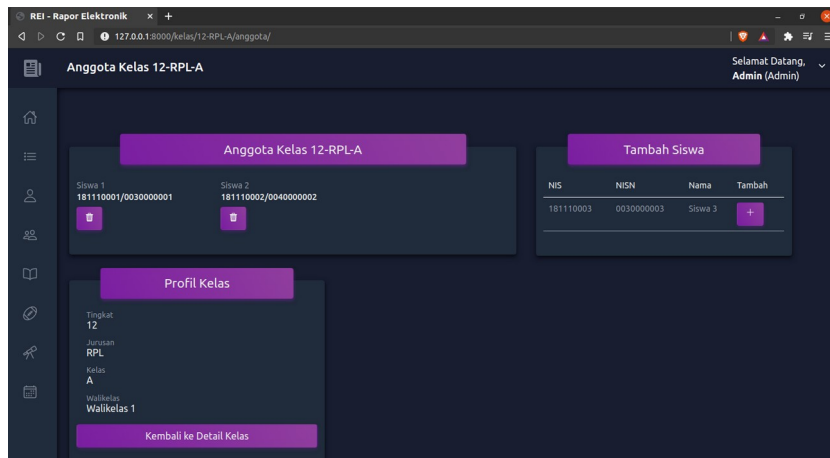 REI - Rapor Elektronik
127.0.0.1:8000/kelas/12-RPL-A/anggota/
Anggota Kelas 12-RPL-A
Selamat Datang,
Admin (Admin)
Anggota Kelas 12-RPL-A
Siswa 1
181110001/0030000001
Siswa 2
181110002/0040000002
Tambah Siswa
NIS NISN Nama Tambah
181110003 0030000003 Siswa 3 +
Profil Kelas
Tingkat
12
Jurusan
RPL
Kelas
A
Walikelas
Walikelas 1
Kembali ke Detail Kelas